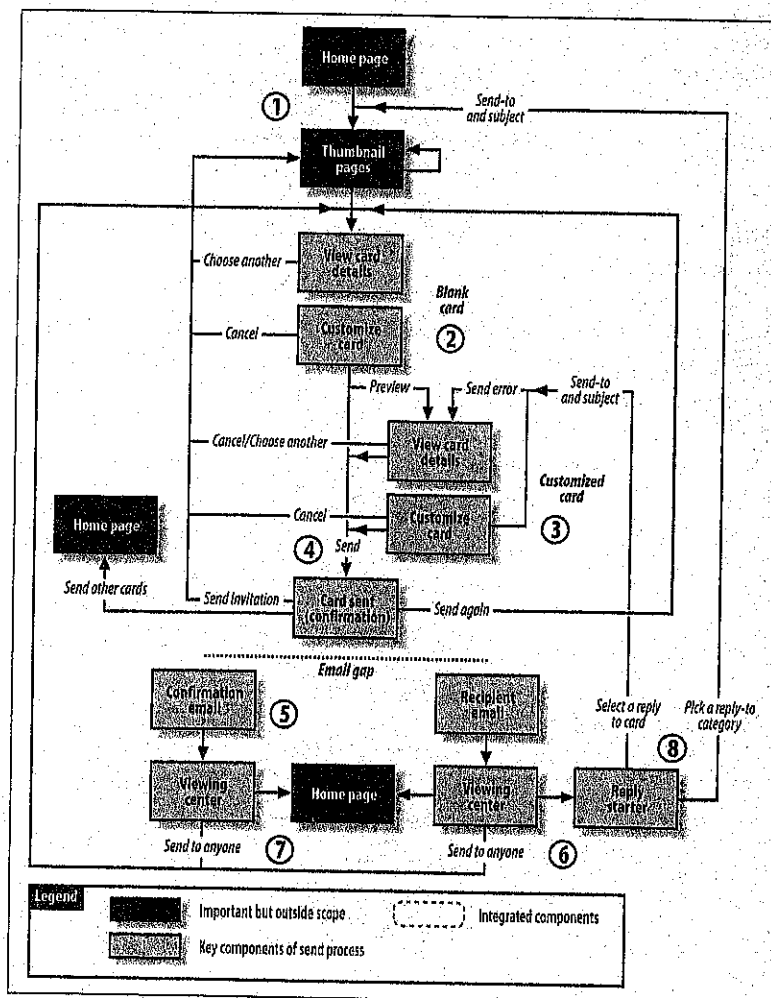 Home page
①
Send-to
and subject
Thumbnail
pages
Choose another
View card
details
Blank
card
②
Cancel
Customize
card
Preview
Send error
Send-to
and subject
Cancel/Choose another
View card
details
Customized
card
③
Home page
Cancel
Customize
card
④
Send
Send other cards
Send Invitation
Card sent
(confirmation)
Send again
Email gap
Confirmation
email
⑤
Recipient
email
Select a reply
to card
Pick a reply-to
category
⑧
Viewing
center
Home page
Viewing
center
Reply
starter
Send to anyone
⑦
Send to anyone
⑥
Legend
Important but outside scope
Integrated components
Key components of send process